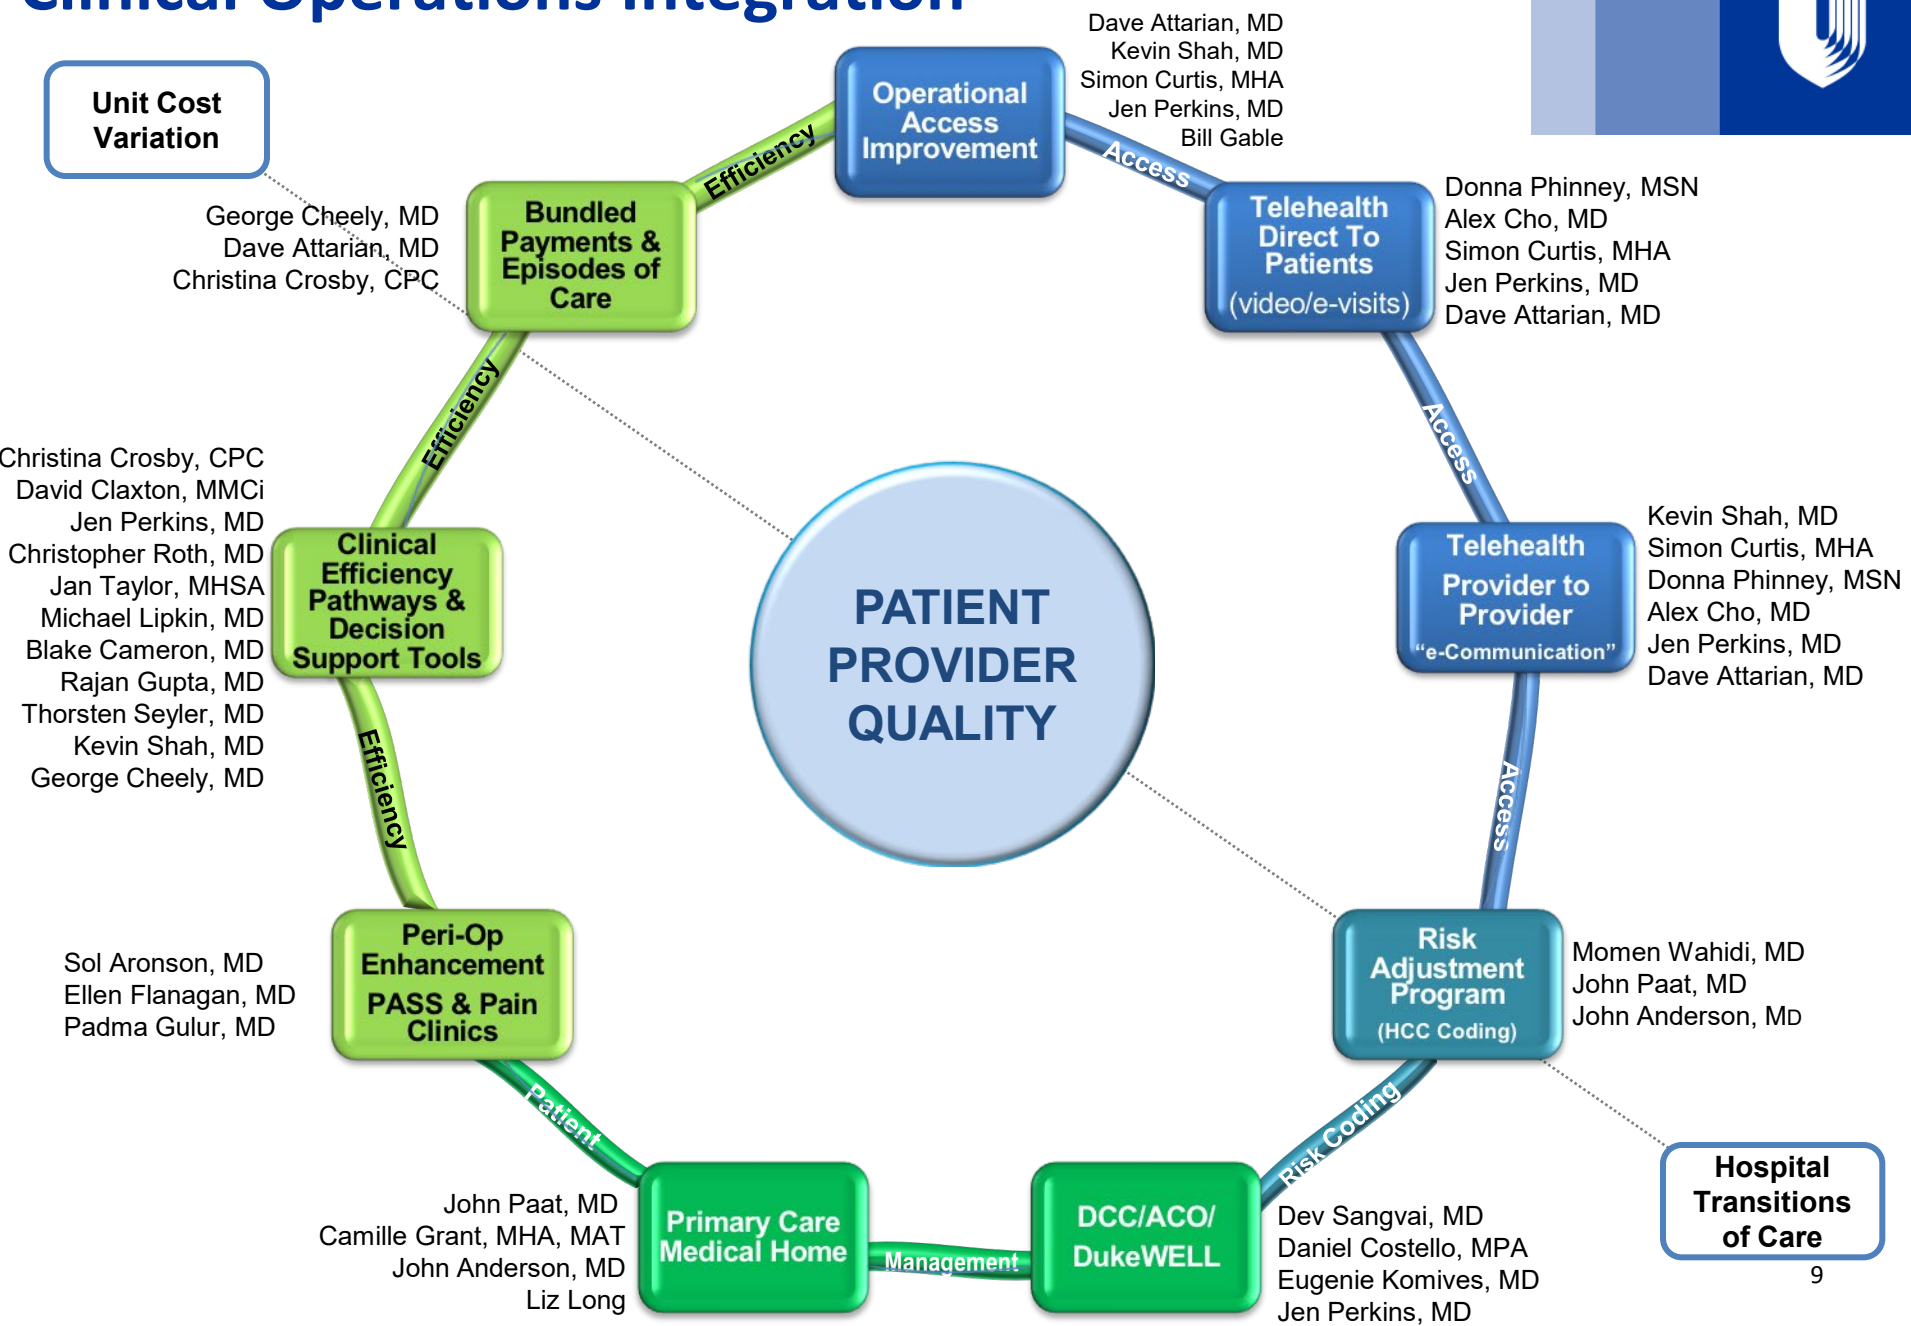 Clinical Operations Integration
Unit Cost
Variation
Dave Attarian, MD
Kevin Shah, MD
Simon Curtis, MHA
Jen Perkins, MD
Bill Gable
Operational
Access
Improvement
Efficiency
Access
George Cheely, MD
Dave Attarian, MD
Christina Crosby, CPC
Bundled
Payments &
Episodes of
Care
Telehealth
Direct To
Patients
(video/e-visits)
Donna Phinney, MSN
Alex Cho, MD
Simon Curtis, MHA
Jen Perkins, MD
Dave Attarian, MD
Efficiency
Access
Christina Crosby, CPC
David Claxton, MMCi
Jen Perkins, MD
Christopher Roth, MD
Jan Taylor, MHSA
Michael Lipkin, MD
Blake Cameron, MD
Rajan Gupta, MD
Thorsten Seyler, MD
Kevin Shah, MD
George Cheely, MD
Clinical
Efficiency
Pathways &
Decision
Support Tools
PATIENT
PROVIDER
QUALITY
Telehealth
Provider to
Provider
“e-Communication”
Kevin Shah, MD
Simon Curtis, MHA
Donna Phinney, MSN
Alex Cho, MD
Jen Perkins, MD
Dave Attarian, MD
Efficiency
Access
Sol Aronson, MD
Ellen Flanagan, MD
Padma Gulur, MD
Peri-Op
Enhancement
PASS & Pain
Clinics
Risk
Adjustment
Program
(HCC Coding)
Momen Wahidi, MD
John Paat, MD
John Anderson, MD
Patient
Risk Coding
John Paat, MD
Camille Grant, MHA, MAT
John Anderson, MD
Liz Long
Primary Care
Medical Home
Management
DCC/ACO/
DukeWELL
Dev Sangvai, MD
Daniel Costello, MPA
Eugenie Komives, MD
Jen Perkins, MD
Hospital
Transitions
of Care
9